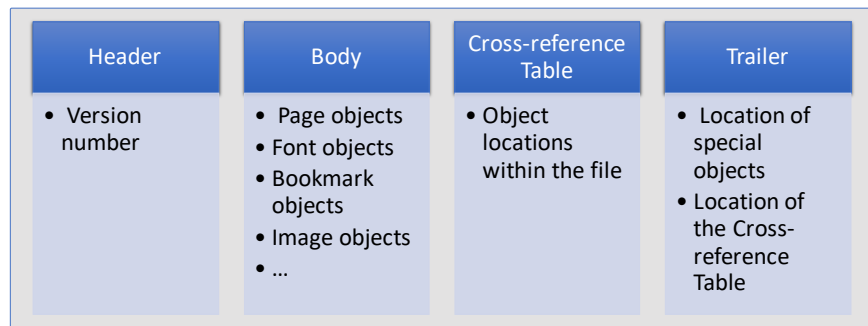 Header
• Version
number
Body
• Page objects
• Font objects
• Bookmark
objects
• Image objects
• ...
Cross-reference
Table
• Object
locations
within the file
Trailer
• Location of
special
objects
• Location of
the Cross-
reference
Table